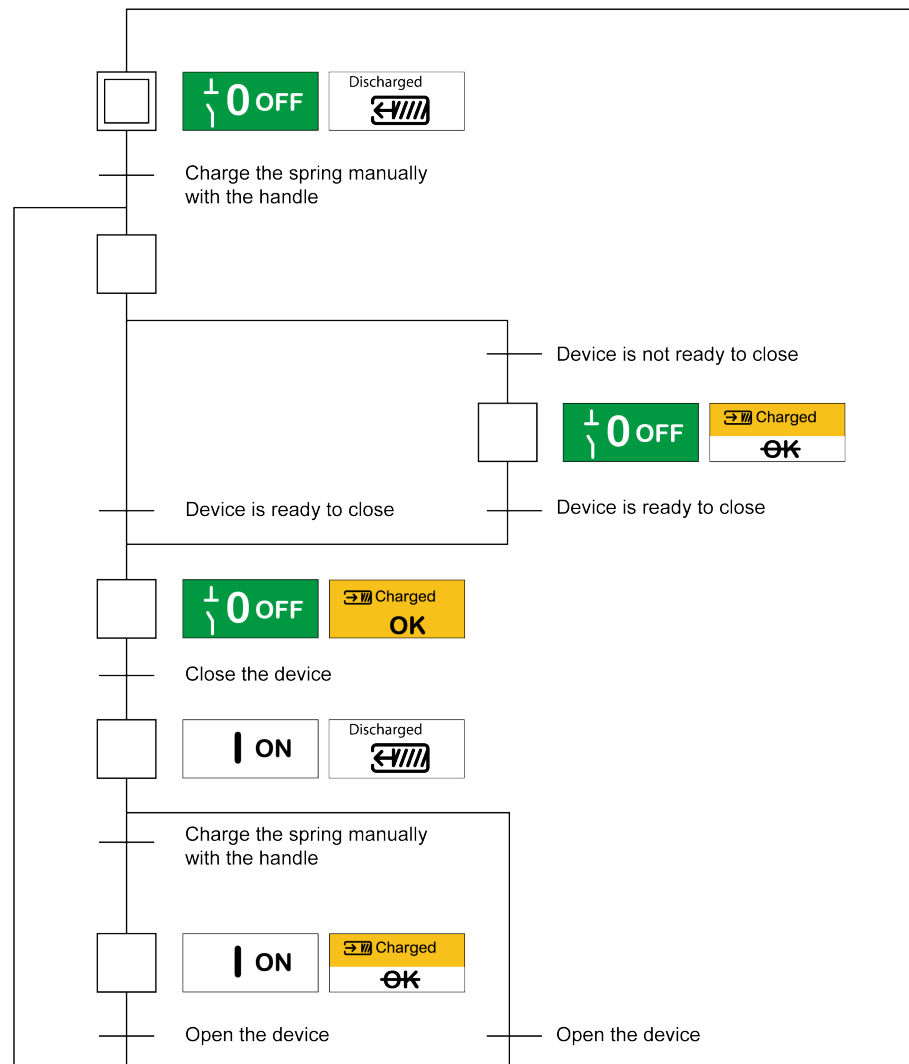 0 OFF
Discharged
Charge the spring manually
with the handle
Device is not ready to close
0 OFF
Charged
OK
Device is ready to close
Device is ready to close
0 OFF
Charged
OK
Close the device
I ON
Discharged
Charge the spring manually
with the handle
I ON
Charged
OK
Open the device
Open the device